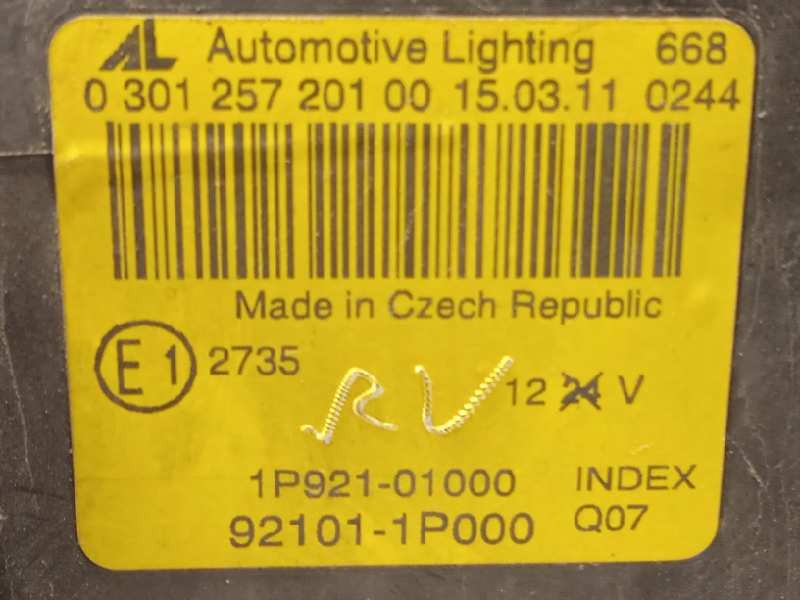 AL Automotive Lighting 668
0 301 257 201 00 15.03.11 0244
Made in Czech Republic
E1 2735
RV
12 24 V
1P921-01000 INDEX
92101-1P000 Q07